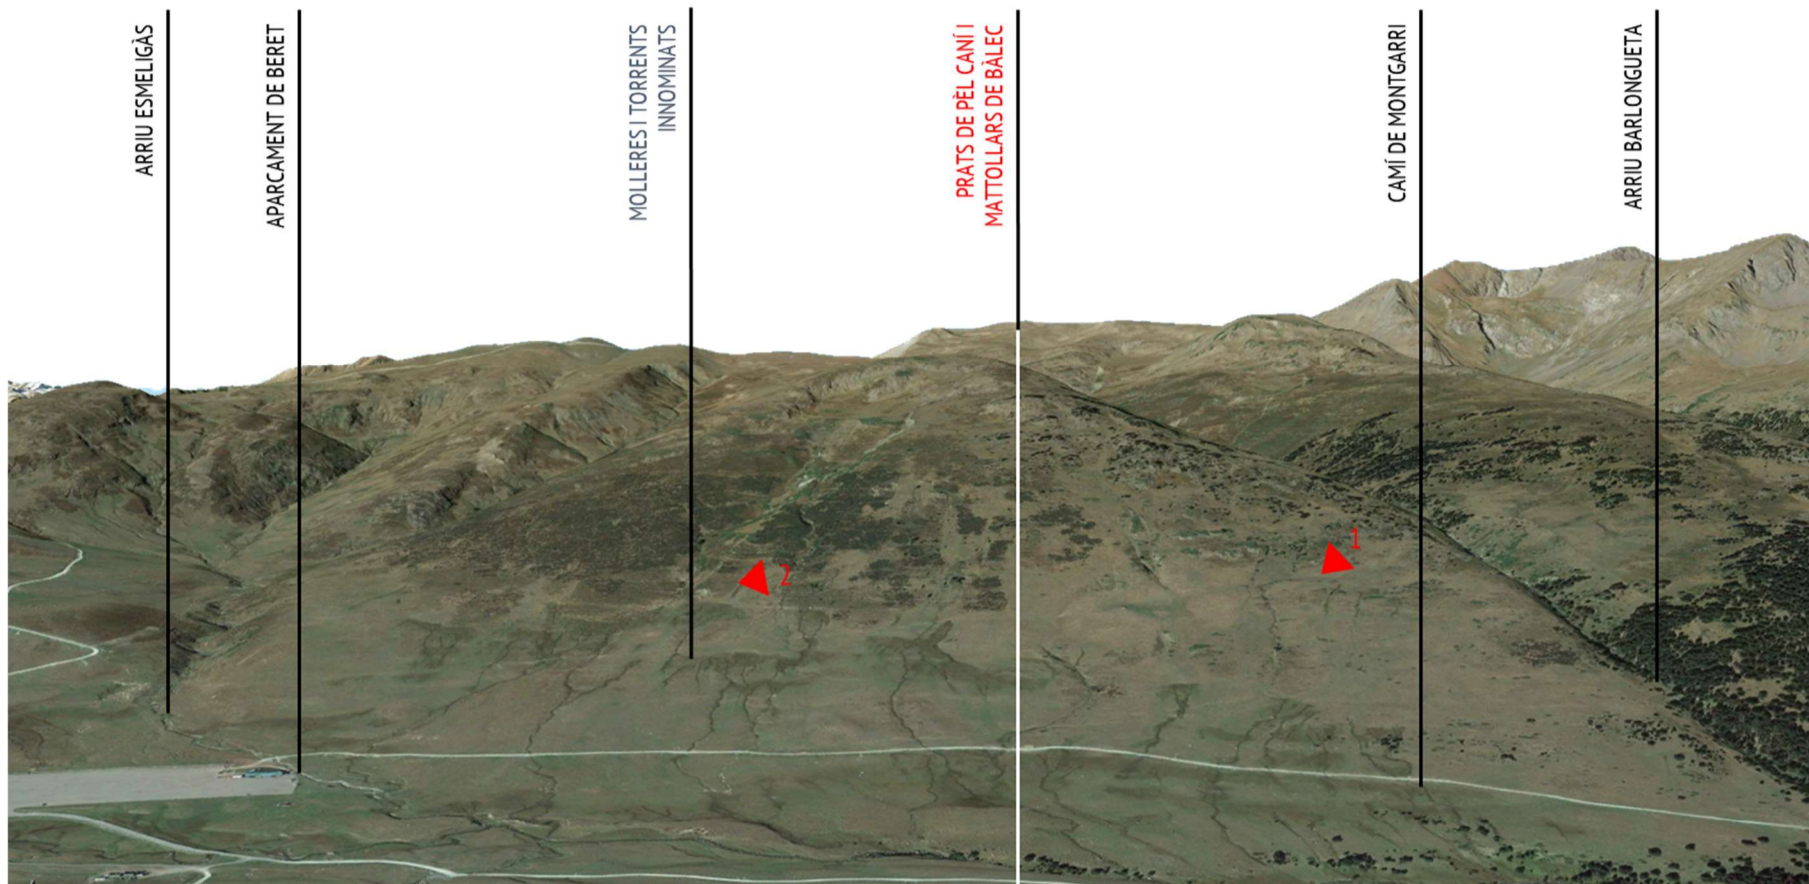 ARRIU ESMELIGÀS
APARCAMENT DE BERET
MOLLERES I TORRENTS
INNOMINATS
PRATS DE PÈL CANÍ I
MATTOLLARS DE BÀLEC
CAMÍ DE MONTGARRI
ARRIU BARLONGUETA
1
2